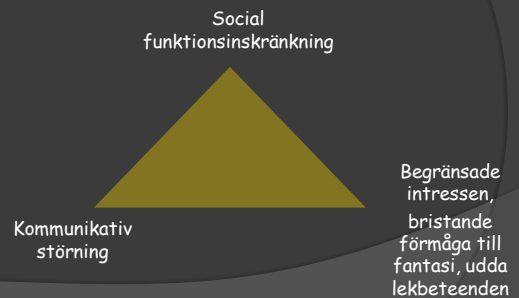 Social
funktionsinskränkning
Kommunikativ
störning
Begränsade
intressen,
bristande
förmåga till
fantasi, udda
lekbeteenden